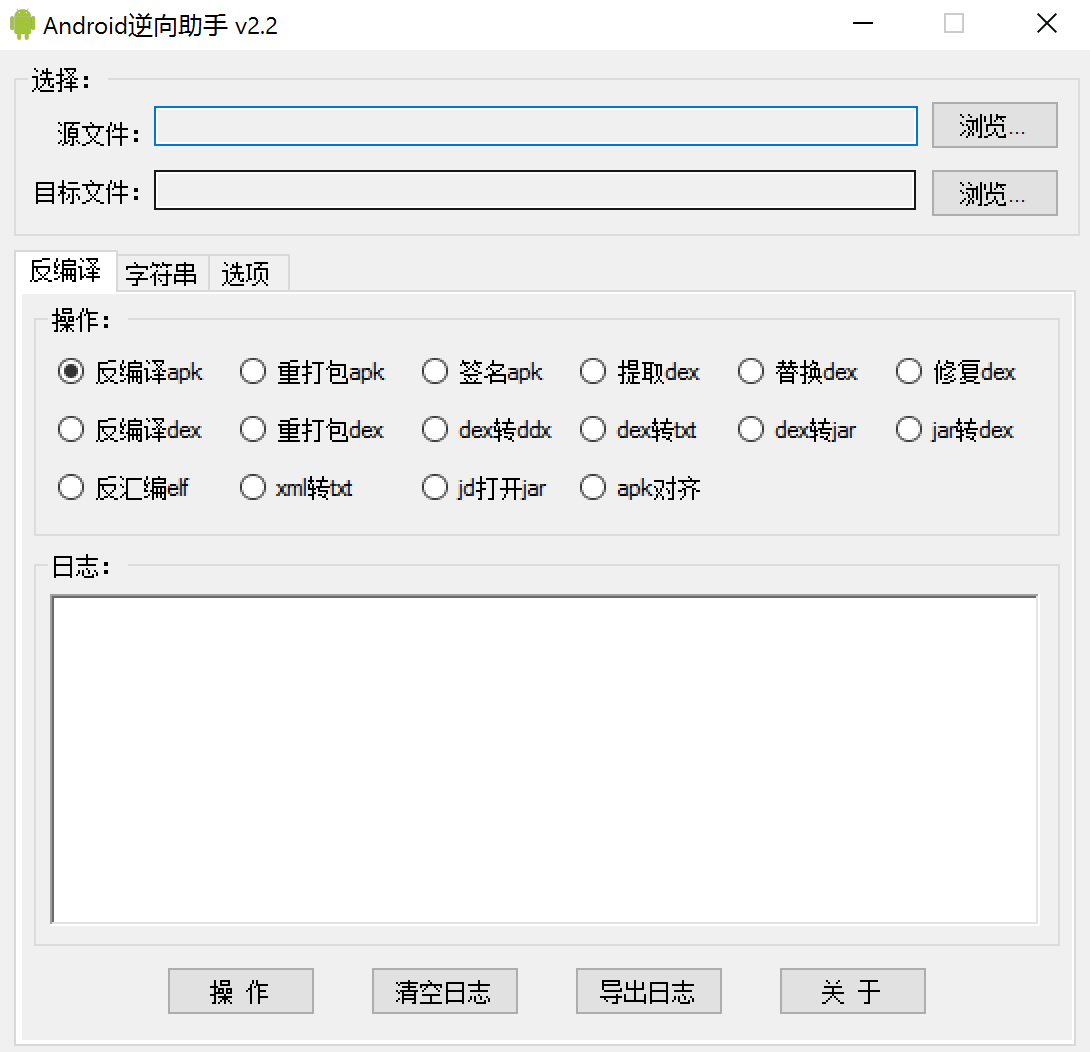 Android逆向助手 v2.2
选择：
源文件：
浏览...
目标文件：
浏览...
反编译 字符串 选项
操作：
反编译apk 重打包apk 签名apk 提取dex 替换dex 修复dex
反编译dex 重打包dex dex转ddx dex转txt dex转jar jar转dex
反汇编elf xml转txt jd打开jar apk对齐
日志：
操 作 清空日志 导出日志 关 于